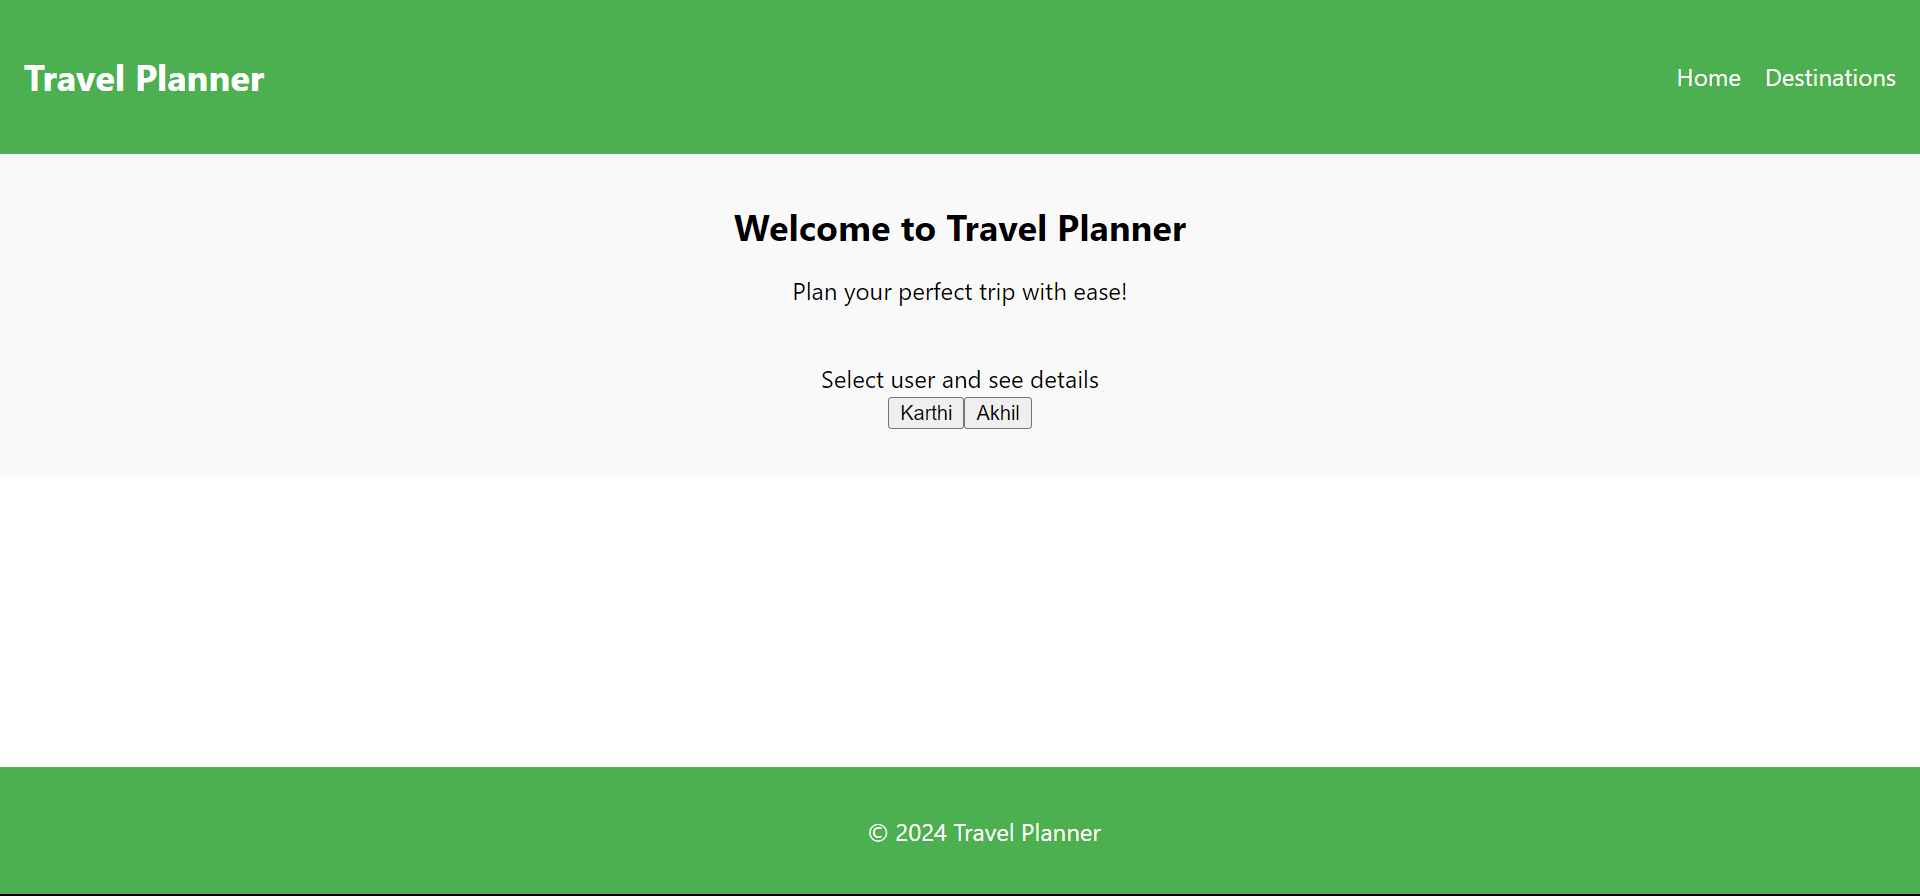 Travel Planner
Home Destinations
Welcome to Travel Planner
Plan your perfect trip with ease!
Select user and see details
Karthi Akhil
© 2024 Travel Planner